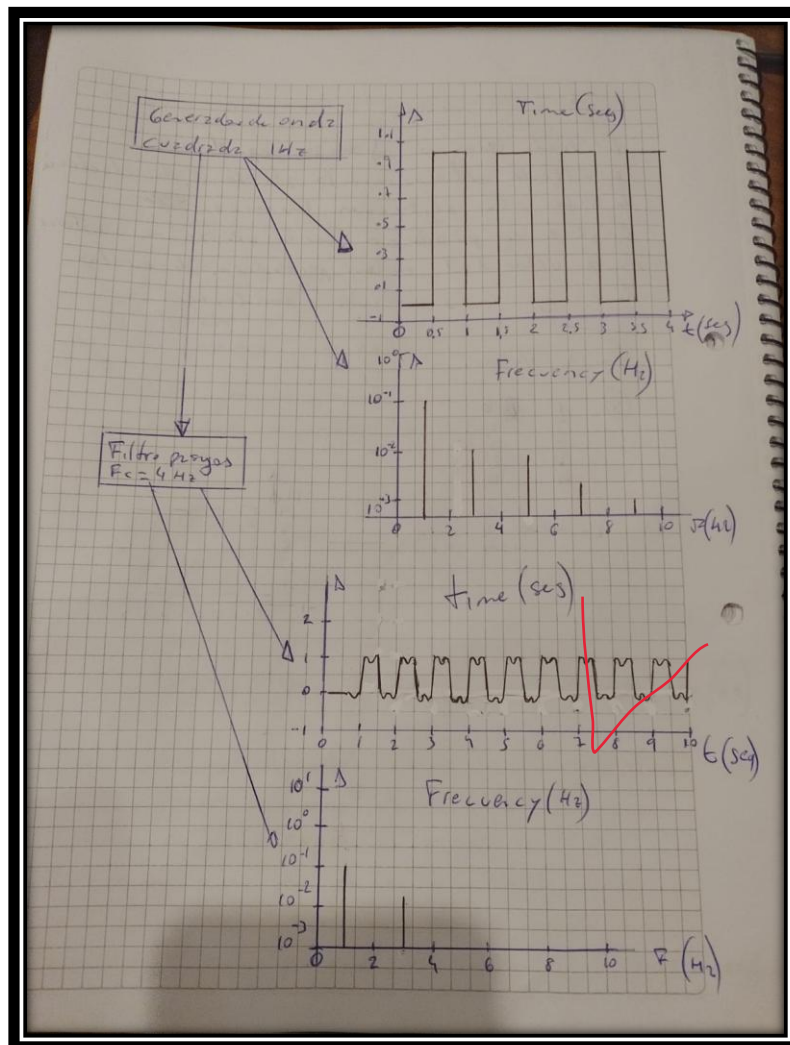 Generador de onda
Cuadrada 1Hz
A
Time (seg)
1.1
.9
.7
.5
.3
.1
-.1
0 0,5 1 1,5 2 2,5 3 3,5 4 t (seg)
10⁰ A
Frecuency (Hz)
10⁻¹
10⁻²
10⁻³
0 2 4 6 8 10 F (Hz)
Filtro
Fc = 4 Hz
A
time (seg)
2
1
0
-1
0 1 2 3 4 5 6 7 8 9 10 t (seg)
A
Frecuency (Hz)
10¹
10⁰
10⁻¹
10⁻²
10⁻³
0 2 4 6 8 10 F (Hz)